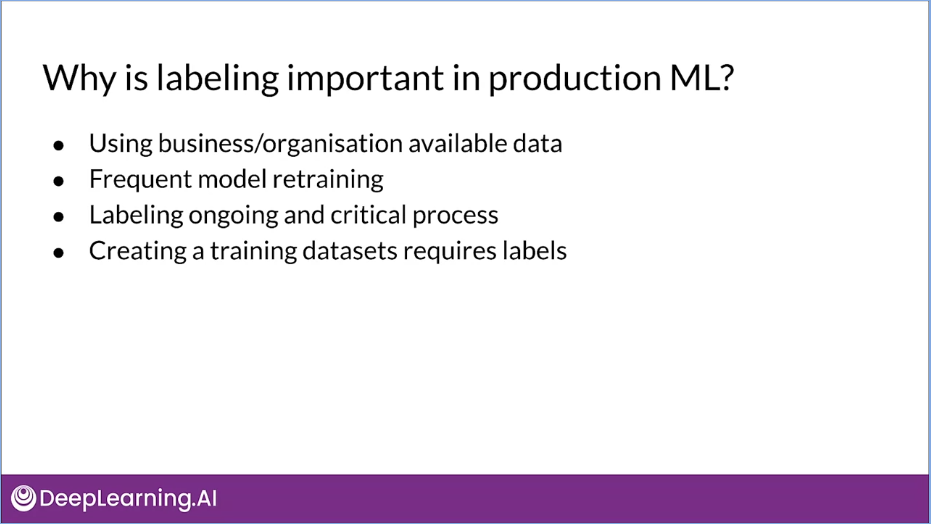 Why is labeling important in production ML?
● Using business/organisation available data
● Frequent model retraining
● Labeling ongoing and critical process
● Creating a training datasets requires labels
DeepLearning.AI